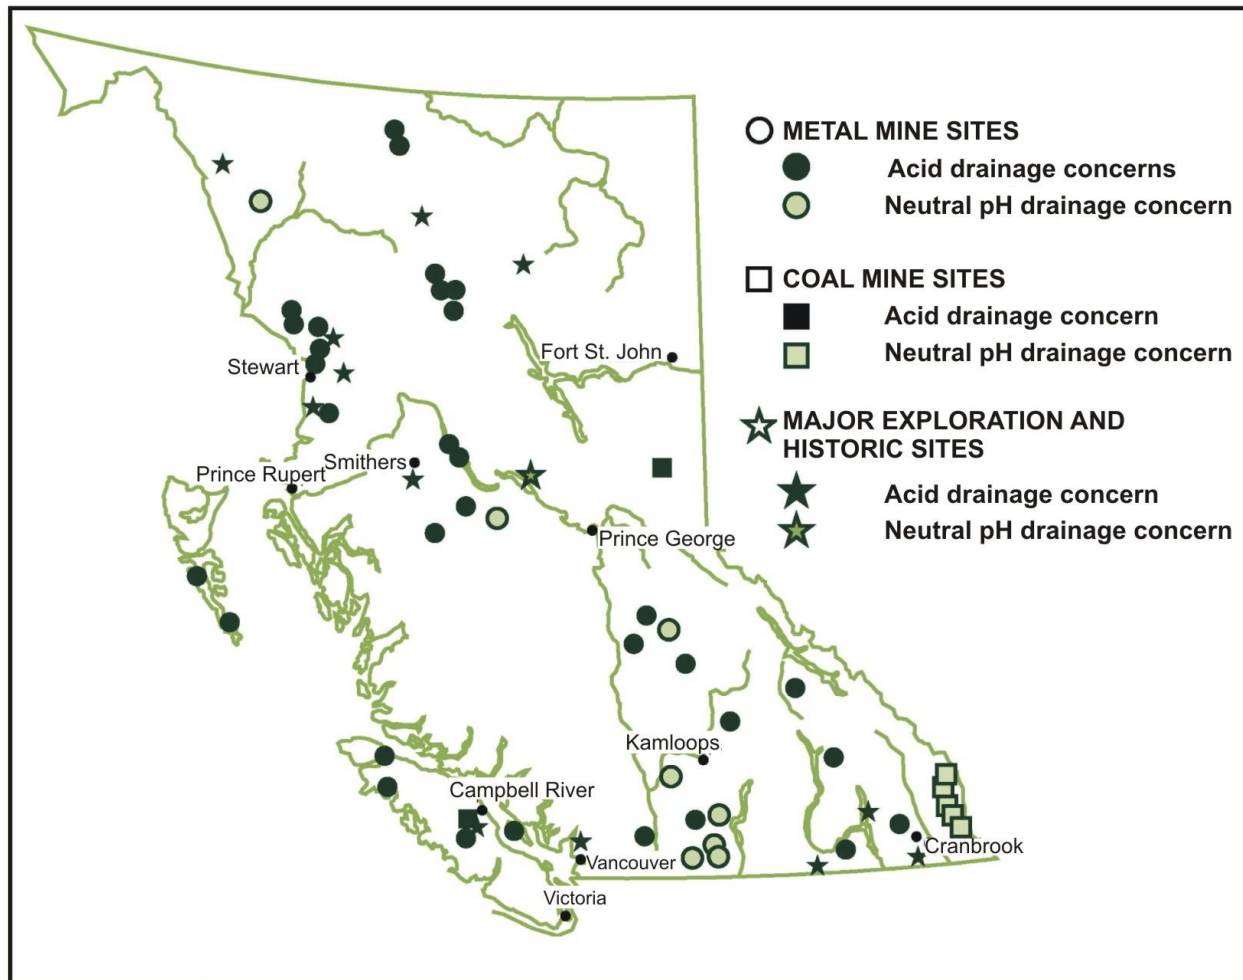 METAL MINE SITES
Acid drainage concerns
Neutral pH drainage concern
COAL MINE SITES
Acid drainage concern
Neutral pH drainage concern
MAJOR EXPLORATION AND
HISTORIC SITES
Acid drainage concern
Neutral pH drainage concern
Fort St. John
Stewart
Smithers
Prince Rupert
Prince George
Kamloops
Campbell River
Cranbrook
Vancouver
Victoria